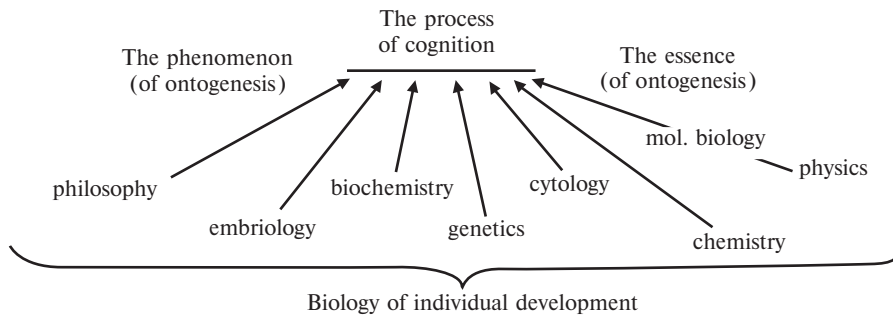 The process
of cognition
The phenomenon
(of ontogenesis)
The essence
(of ontogenesis)
mol. biology
physics
philosophy
biochemistry
cytology
embriology
genetics
chemistry
Biology of individual development